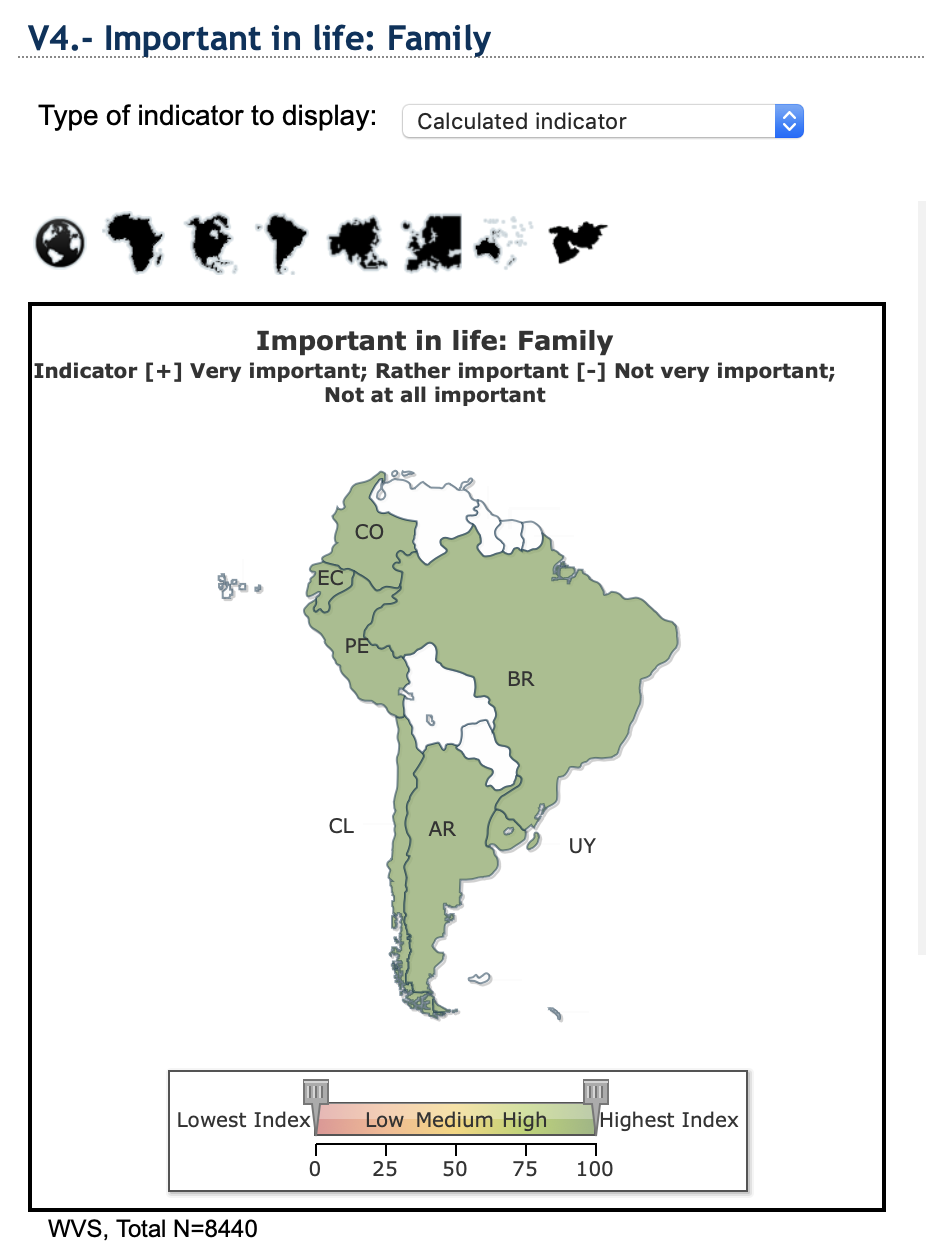 V4.- Important in life: Family
Type of indicator to display: Calculated indicator
Important in life: Family
Indicator [+] Very important; Rather important [-] Not very important;
Not at all important
CO
EC
PE
BR
CL
AR
UY
Lowest Index Low Medium High Highest Index
0 25 50 75 100
WVS, Total N=8440